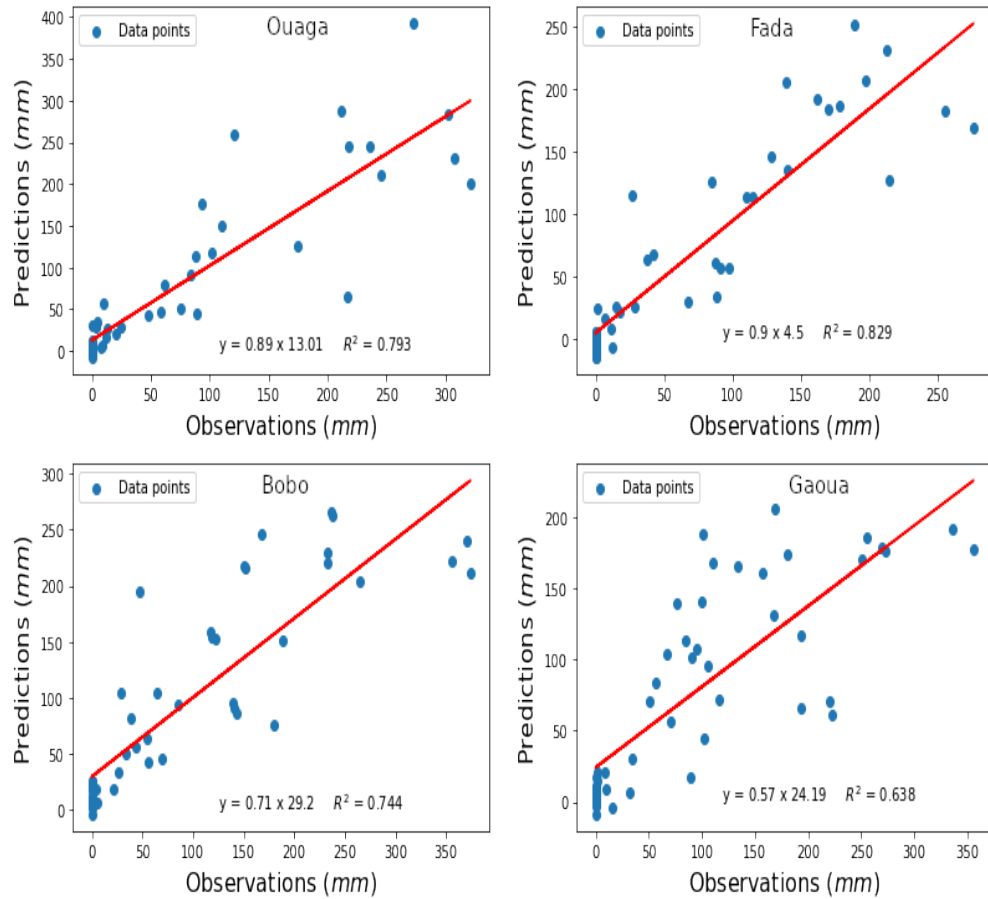 Ouaga
Data points
400
350
300
250
200
150
100
50
0
Predictions (mm)
y = 0.89 x 13.01 R² = 0.793
0 50 100 150 200 250 300
Observations (mm)
Fada
Data points
250
200
150
100
50
0
Predictions (mm)
y = 0.9 x 4.5 R² = 0.829
0 50 100 150 200 250
Observations (mm)
Bobo
Data points
300
250
200
150
100
50
0
Predictions (mm)
y = 0.71 x 29.2 R² = 0.744
0 50 100 150 200 250 300 350
Observations (mm)
Gaoua
Data points
200
150
100
50
0
Predictions (mm)
y = 0.57 x 24.19 R² = 0.638
0 50 100 150 200 250 300 350
Observations (mm)